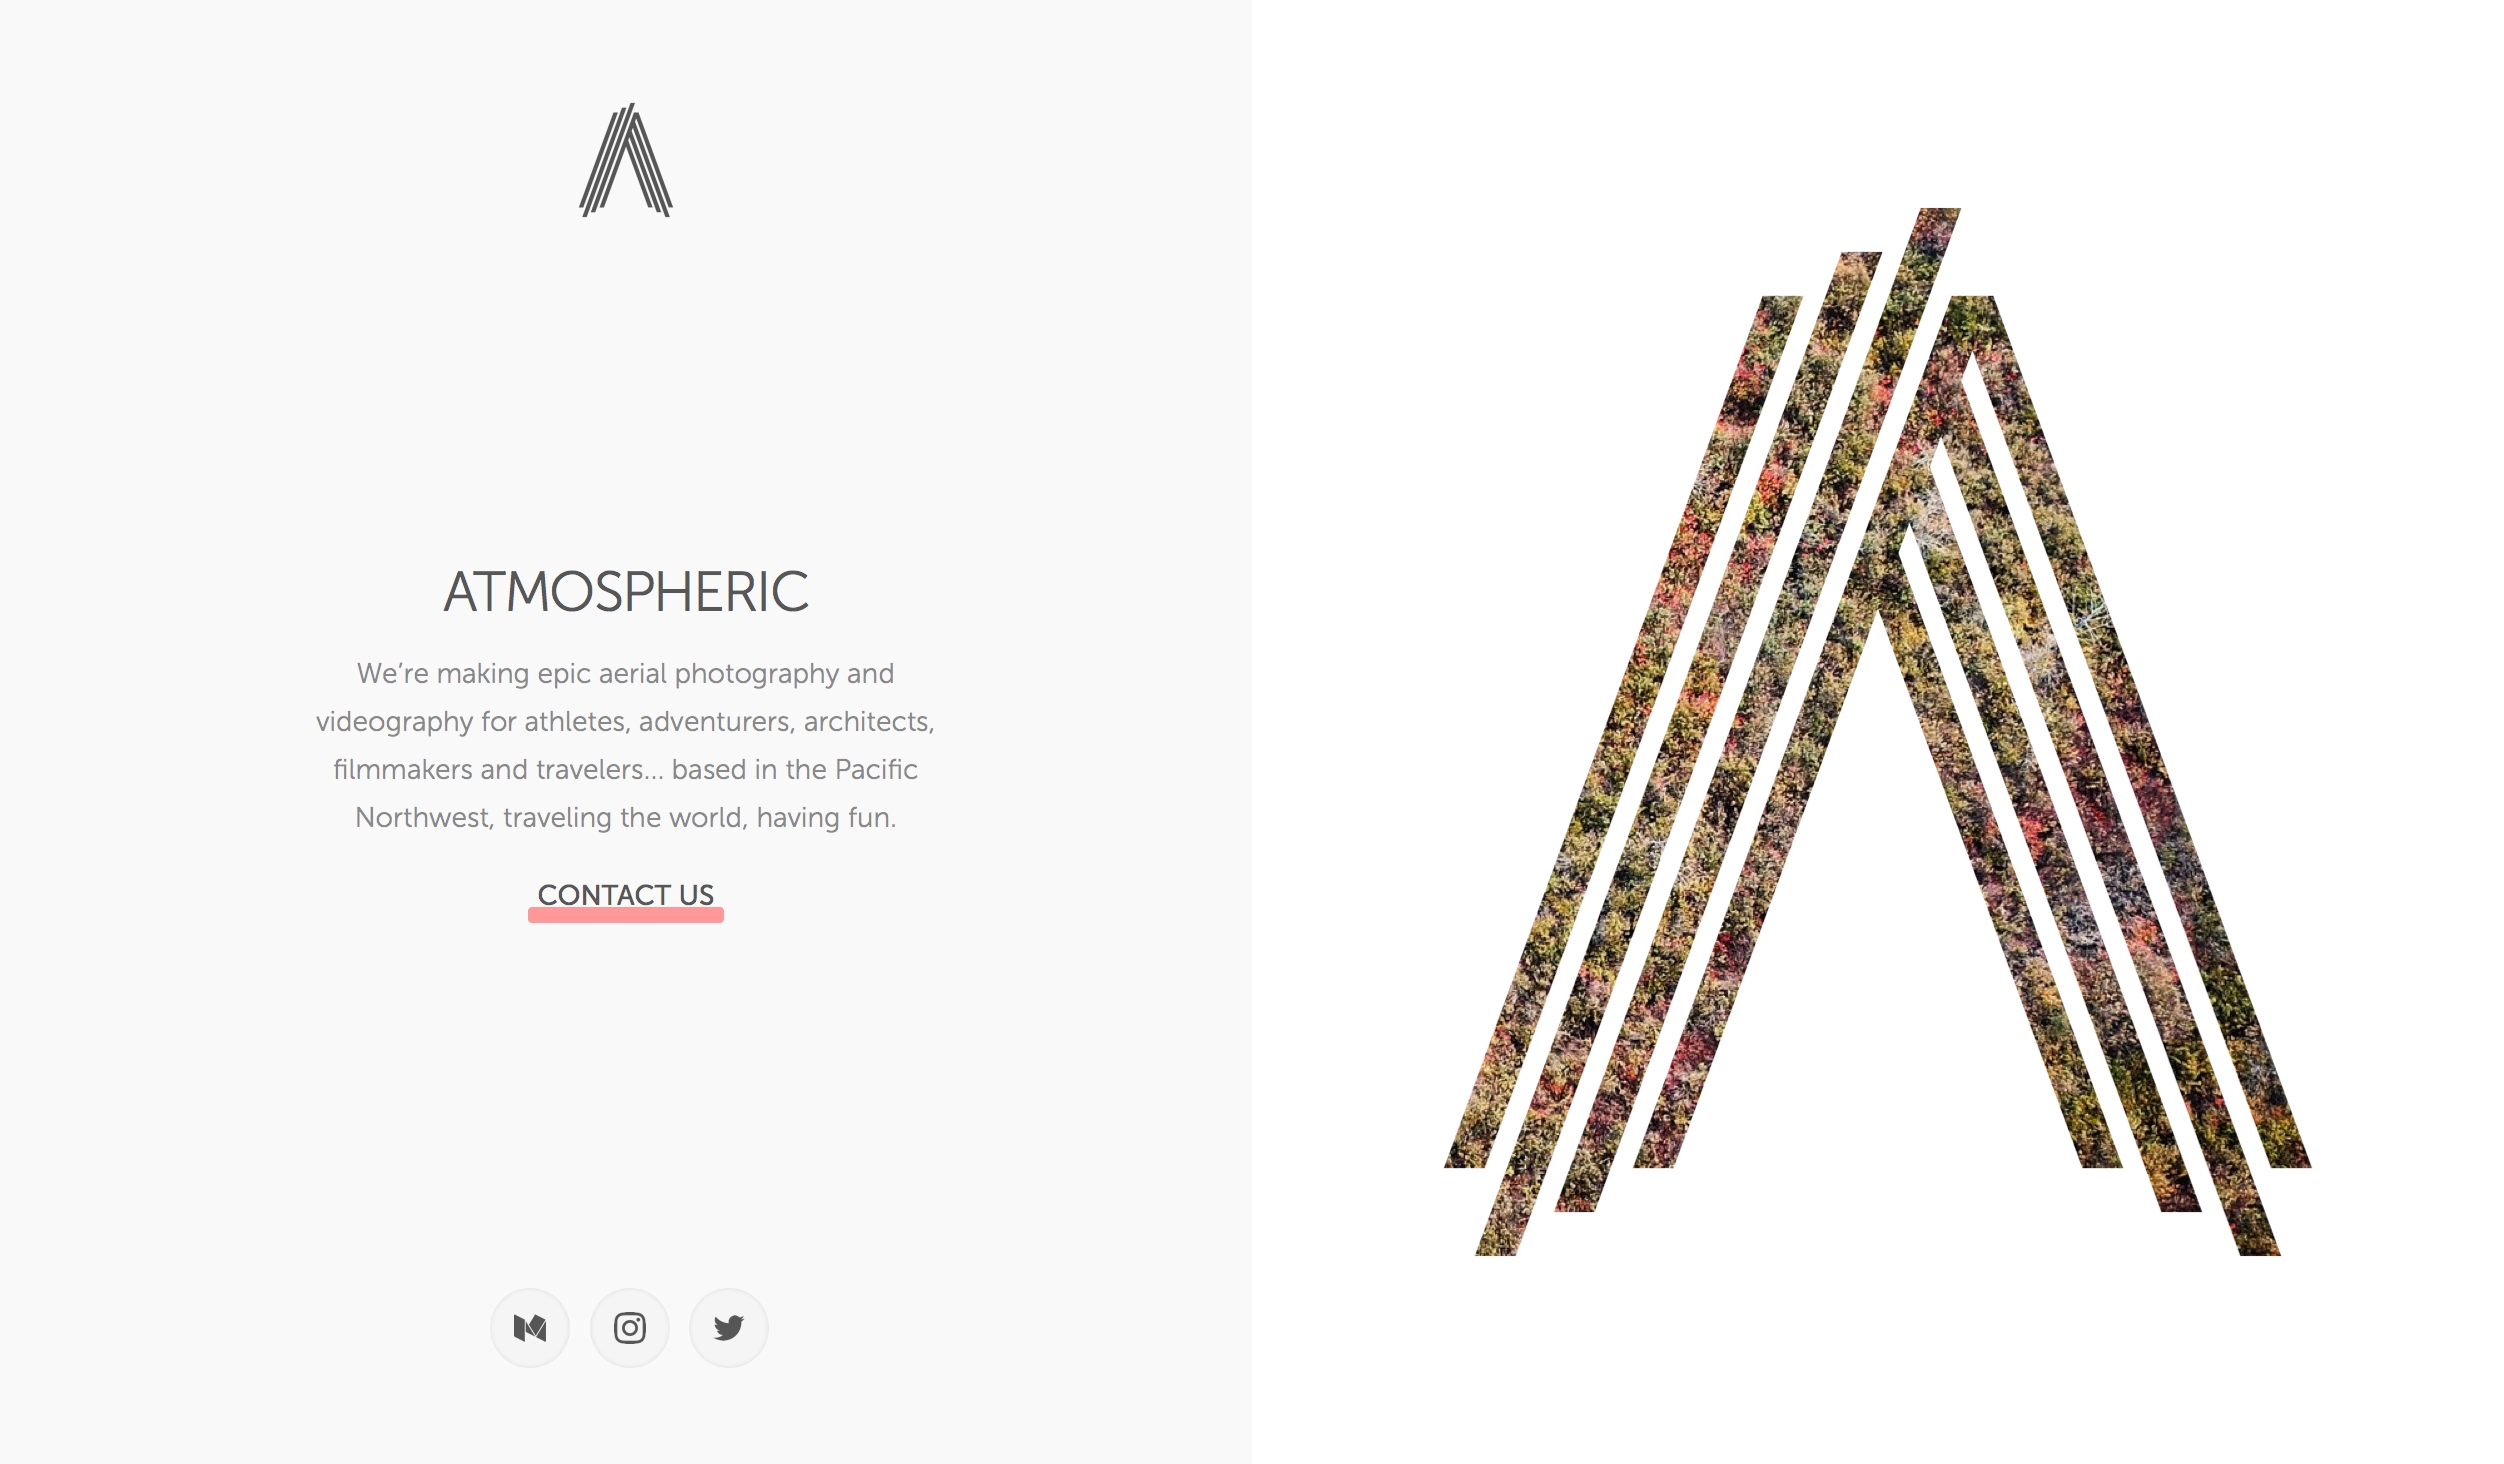 ATMOSPHERIC
We’re making epic aerial photography and
videography for athletes, adventurers, architects,
filmmakers and travelers... based in the Pacific
Northwest, traveling the world, having fun.
CONTACT US